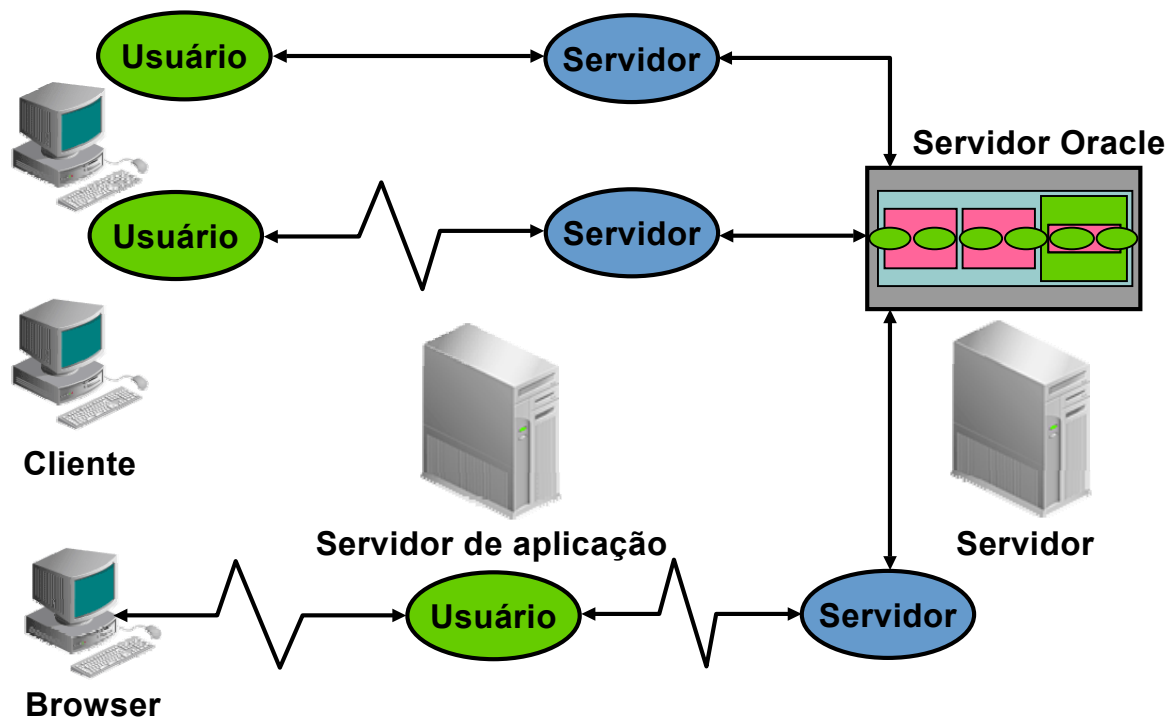 Usuário
Servidor
Servidor Oracle
Usuário
Servidor
Cliente
Servidor de aplicação
Servidor
Usuário
Servidor
Browser